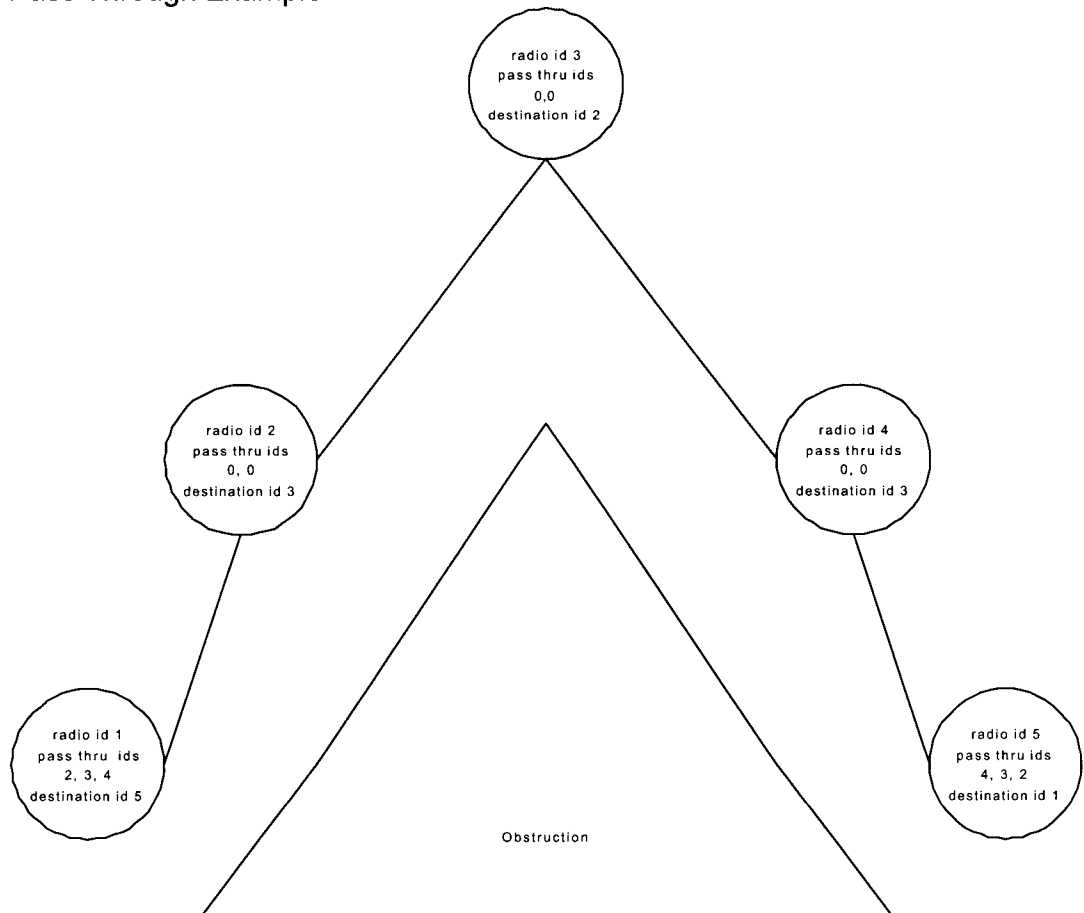 Pass Through Example
radio id 3
pass thru ids
0,0
destination id 2
radio id 2
pass thru ids
0, 0
destination id 3
radio id 4
pass thru ids
0, 0
destination id 3
radio id 1
pass thru ids
2, 3, 4
destination id 5
radio id 5
pass thru ids
4, 3, 2
destination id 1
Obstruction